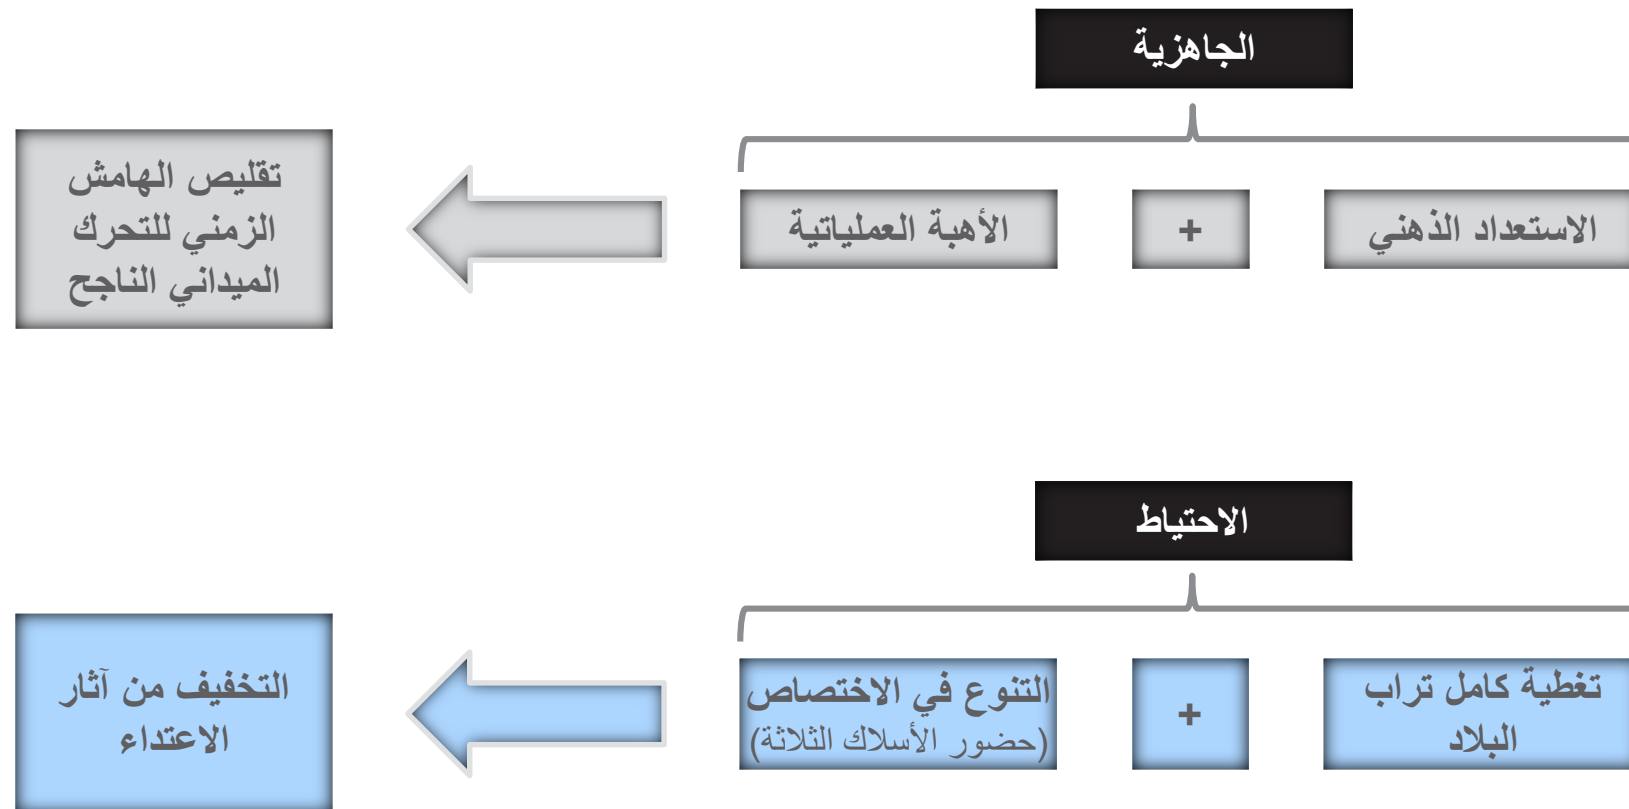 الجاهزية
الاستعداد الذهني
+
الأهبة العملياتية
تقليص الهامش
الزمني للتحرك
الميداني الناجح
الاحتياط
تغطية كامل تراب
البلاد
+
التنوع في الاختصاص
(حضور الأسلاك الثلاثة)
التخفيف من آثار
الاعتداء